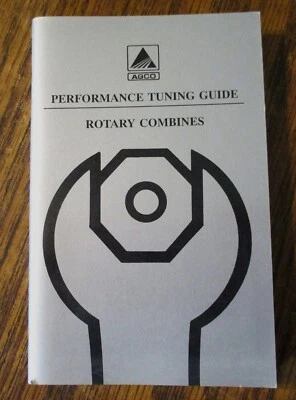 AGCO
PERFORMANCE TUNING GUIDE
ROTARY COMBINES